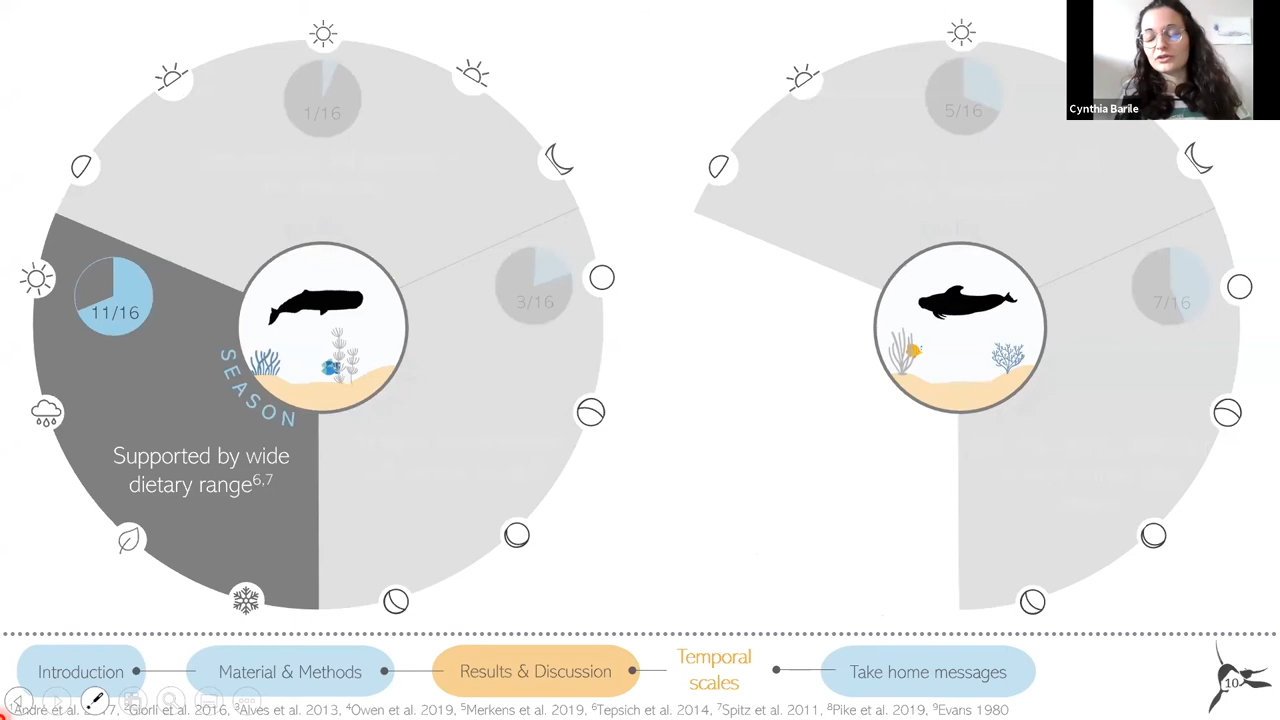 1/16
5/16
Cynthia Barile
11/16
3/16
7/16
SEASON
Supported by wide
dietary range6,7
Introduction
Material & Methods
Results & Discussion
Temporal
scales
Take home messages
10
2Giorli et al. 2016, 3Alves et al. 2013, 4Owen et al. 2019, 5Merkens et al. 2019, 6Tepsich et al. 2014, 7Spitz et al. 2011, 8Pike et al. 2019, 9Evans 1980